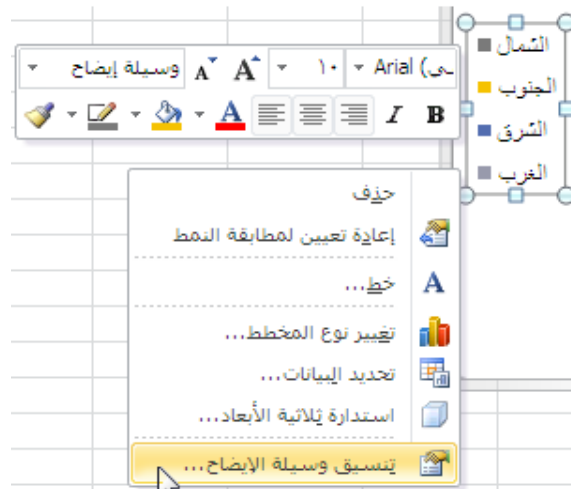 الشمال
الجنوب
الشرق
الغرب
Arial (ـي ١٠ A A وسيلة إيضاح
B I A
حذف
إعادة تعيين لمطابقة النمط
A خط...
تغيير نوع المخطط...
تحديد البيانات...
استدارة ثلاثية الأبعاد...
تنسيق وسيلة الإيضاح...